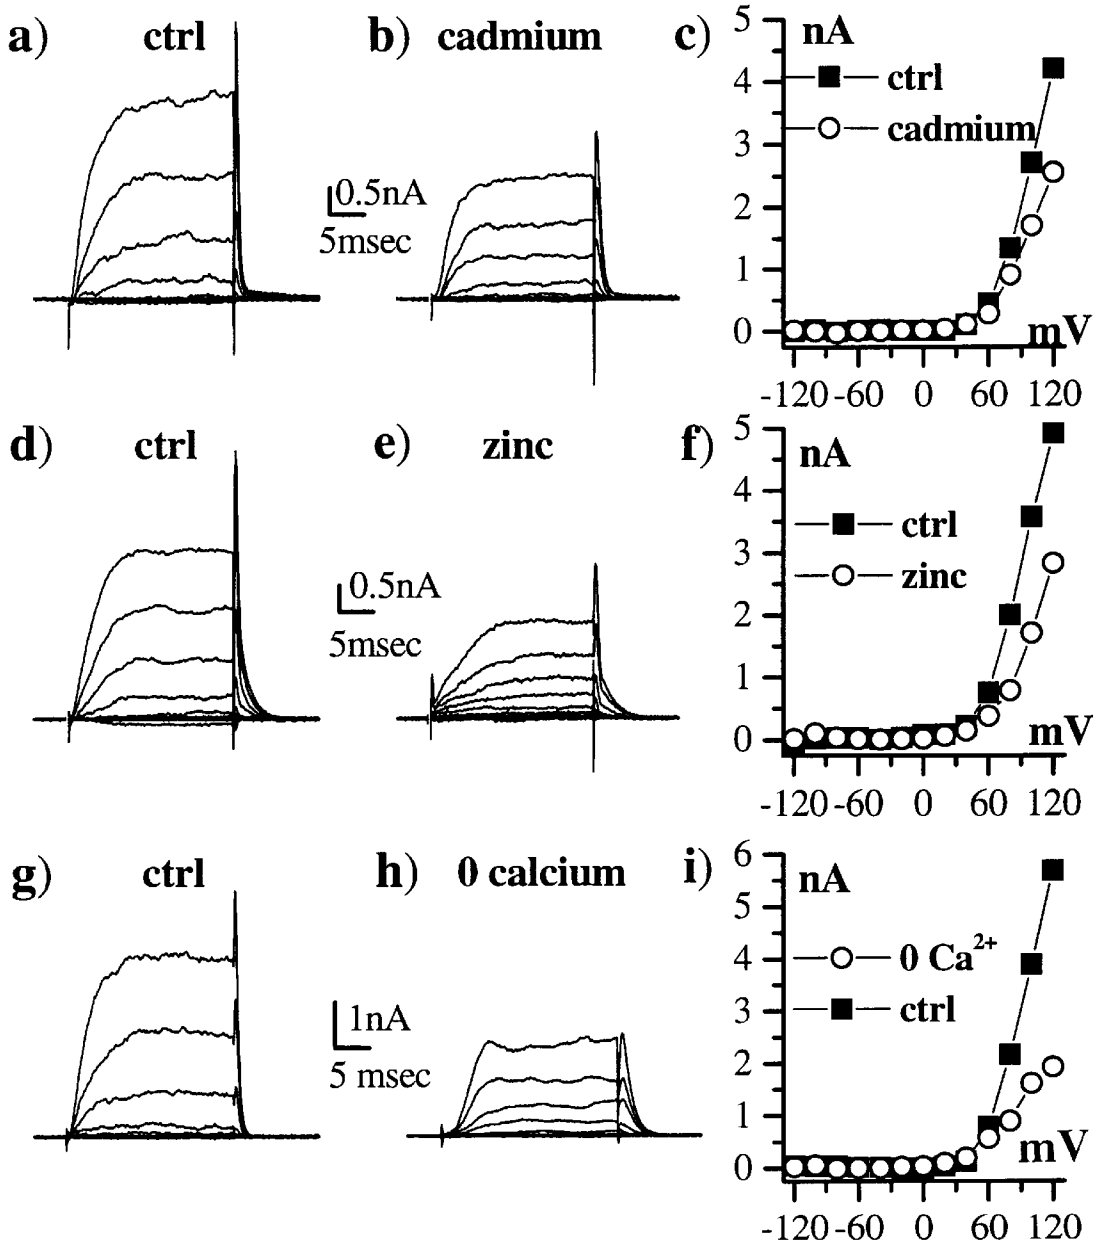 a) ctrl
b) cadmium
c)
nA
ctrl
cadmium
0.5nA
5msec
5
4
3
2
1
0
mV
-120 -60 0 60 120
d) ctrl
e) zinc
f)
nA
ctrl
zinc
0.5nA
5msec
5
4
3
2
1
0
mV
-120 -60 0 60 120
g) ctrl
h) 0 calcium
i)
nA
0 Ca²⁺
ctrl
1nA
5 msec
6
5
4
3
2
1
0
mV
-120 -60 0 60 120